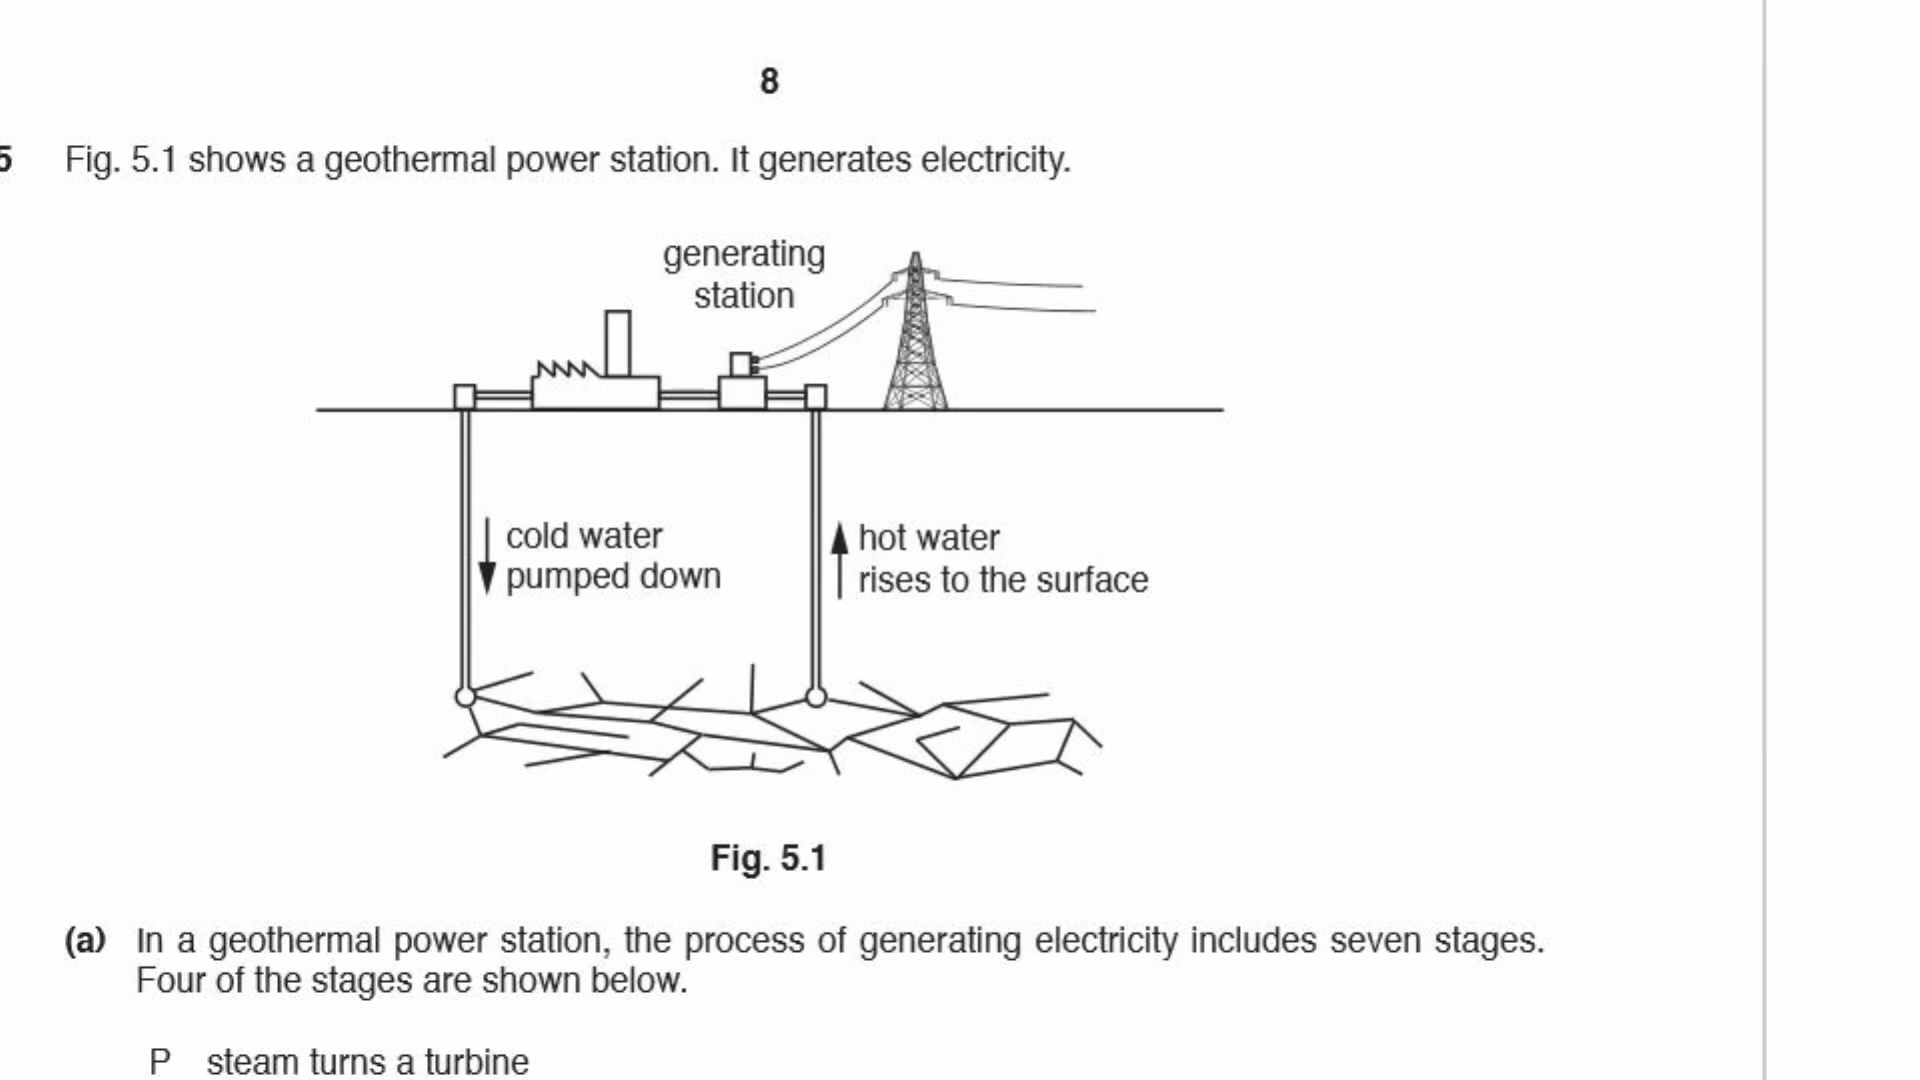 8
5 Fig. 5.1 shows a geothermal power station. It generates electricity.
generating
station
cold water
pumped down
hot water
rises to the surface
Fig. 5.1
(a) In a geothermal power station, the process of generating electricity includes seven stages.
Four of the stages are shown below.
P steam turns a turbine